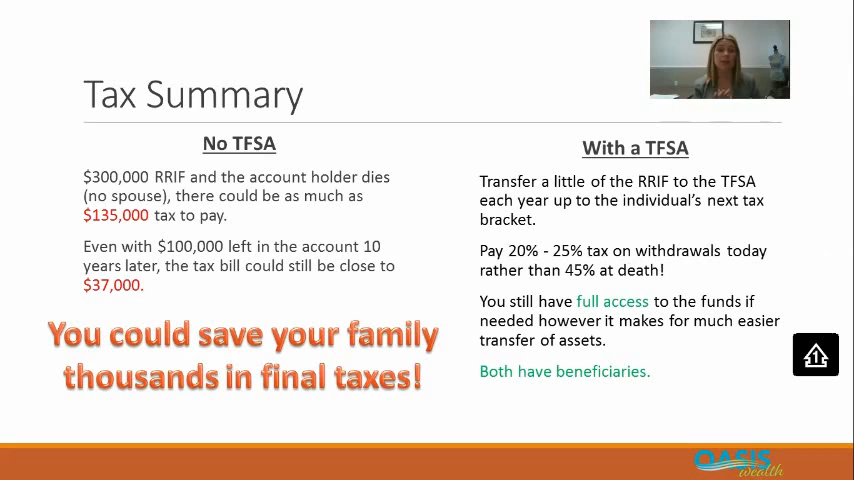 Tax Summary
No TFSA
$300,000 RRIF and the account holder dies
(no spouse), there could be as much as
$135,000 tax to pay.
Even with $100,000 left in the account 10
years later, the tax bill could still be close to
$37,000.
You could save your family
thousands in final taxes!
With a TFSA
Transfer a little of the RRIF to the TFSA
each year up to the individual's next tax
bracket.
Pay 20% - 25% tax on withdrawals today
rather than 45% at death!
You still have full access to the funds if
needed however it makes for much easier
transfer of assets.
Both have beneficiaries.
1
OASIS
wealth